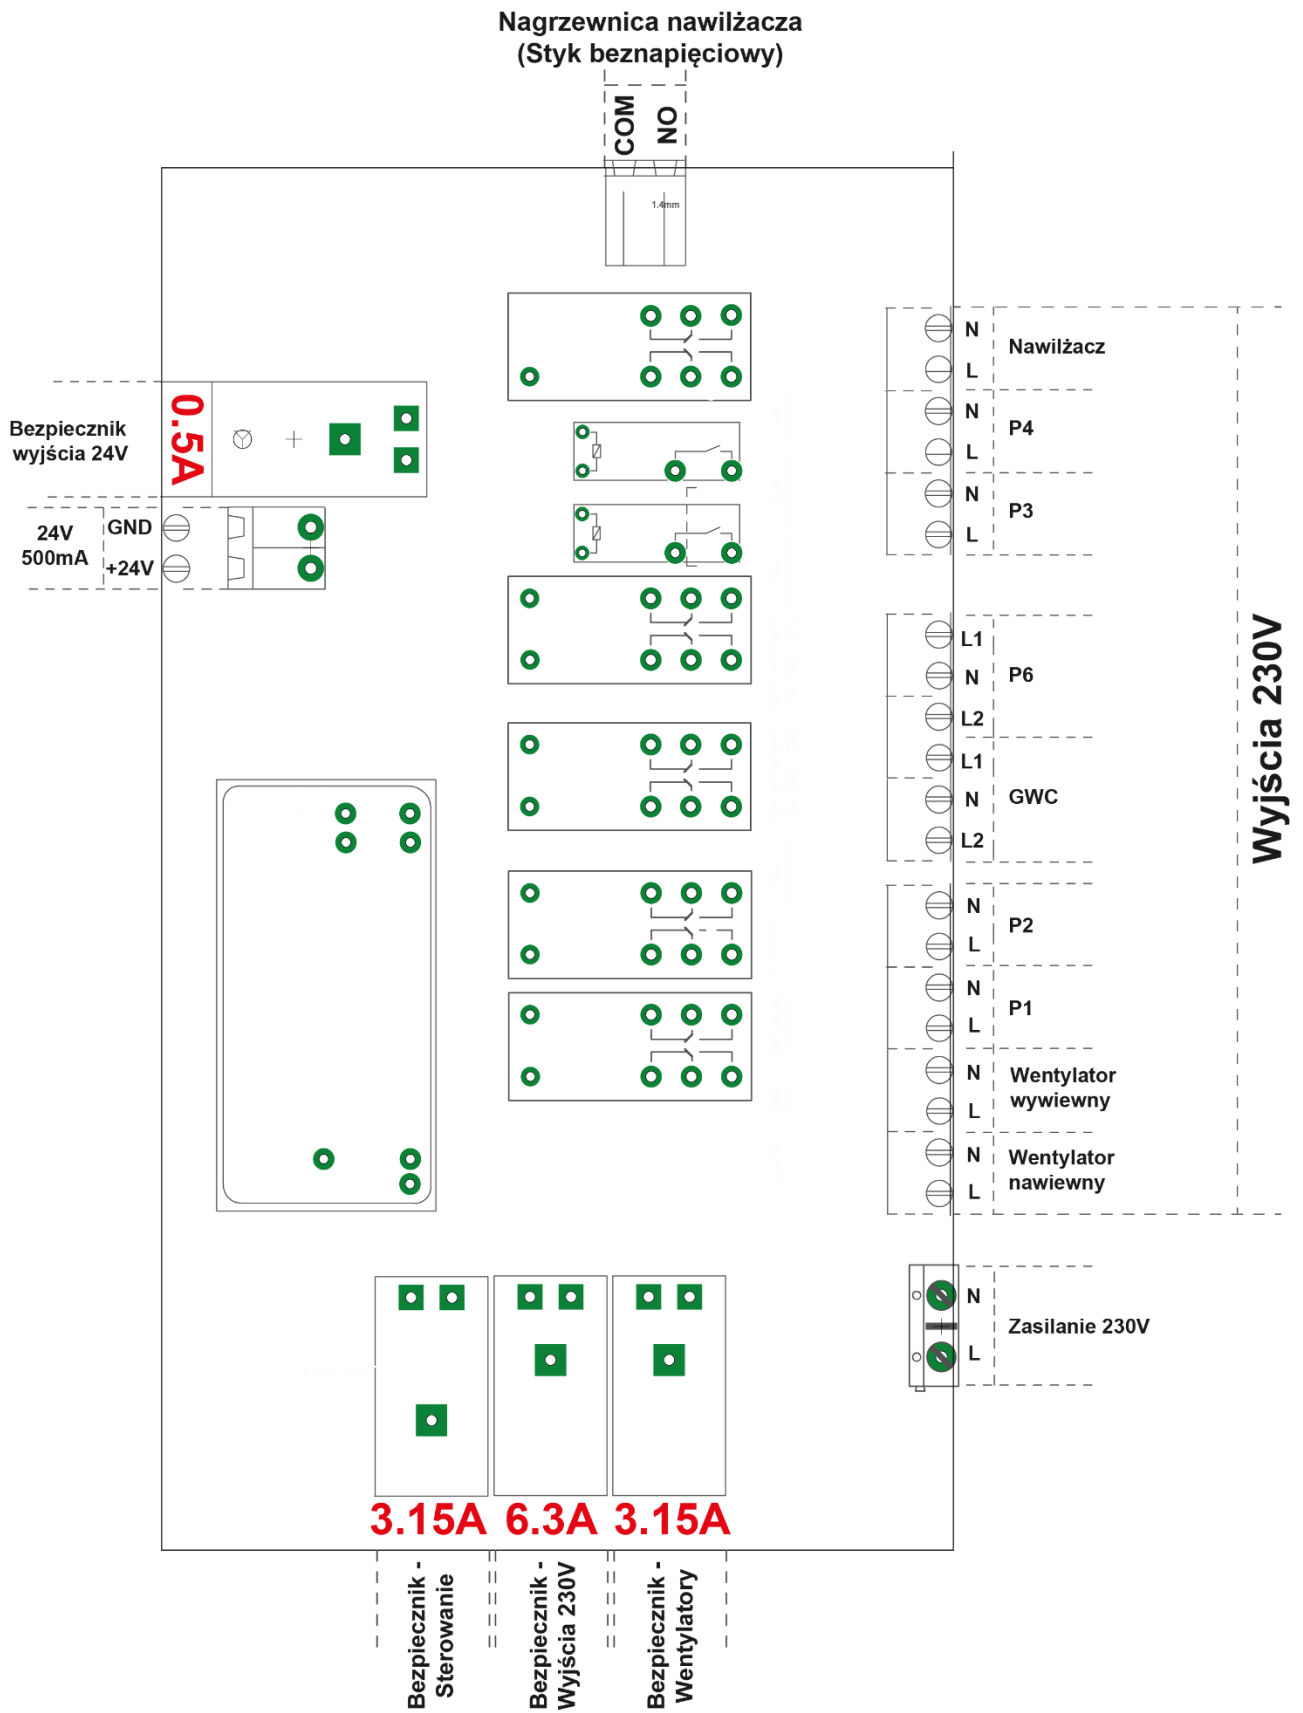 Nagrzewnica nawilżacza
(Styk beznapięciowy)
COM
NO
1.4mm
N
L
Nawilżacz
N
L
P4
N
L
P3
Bezpiecznik
wyjścia 24V
0.5A
24V
500mA
GND
+24V
L1
N
L2
P6
L1
N
L2
GWC
N
L
P2
N
L
P1
N
L
Wentylator
wywiewny
N
L
Wentylator
nawiewny
Wyjścia 230V
N
L
Zasilanie 230V
3.15A
6.3A
3.15A
Bezpiecznik -
Sterowanie
Bezpiecznik -
Wyjścia 230V
Bezpiecznik -
Wentylatory